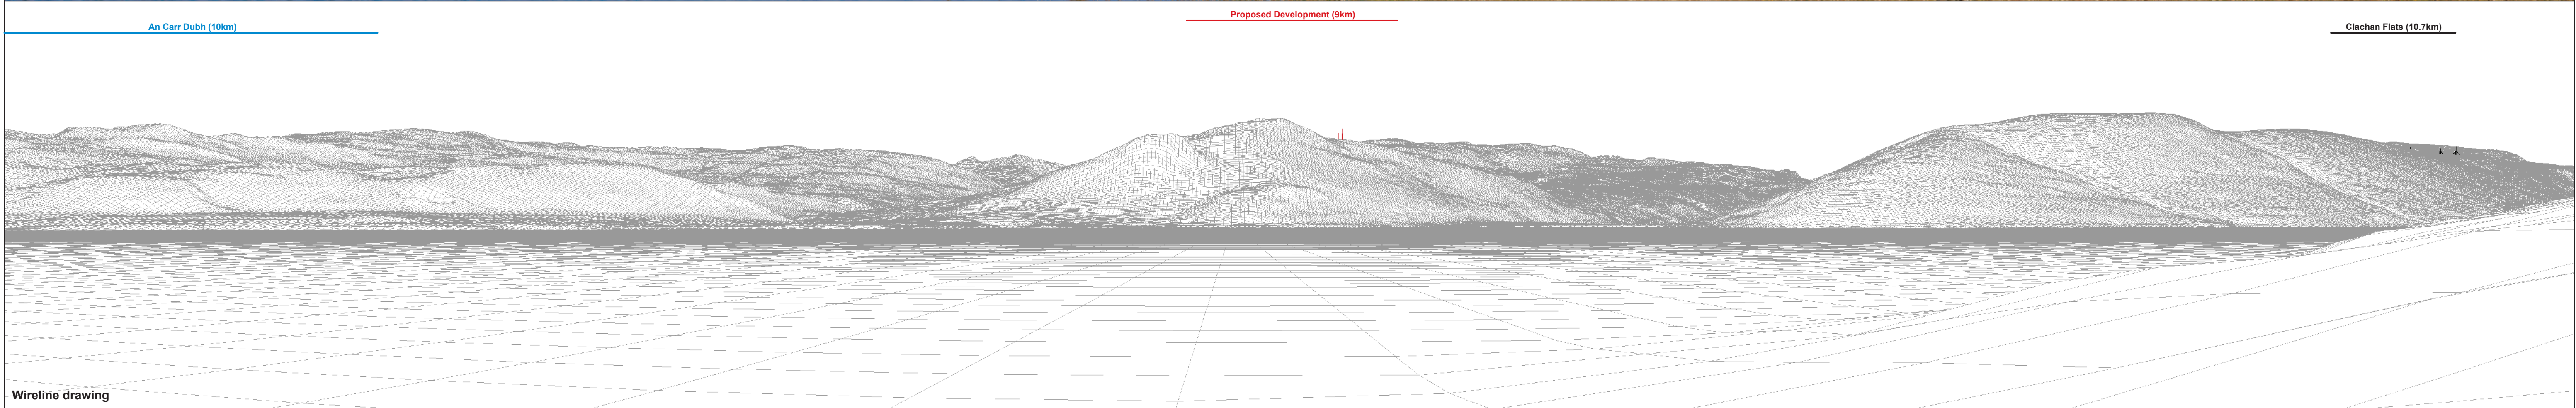 An Carr Dubh (10km)
Proposed Development (9km)
Clachan Flats (10.7km)
Wireline drawing